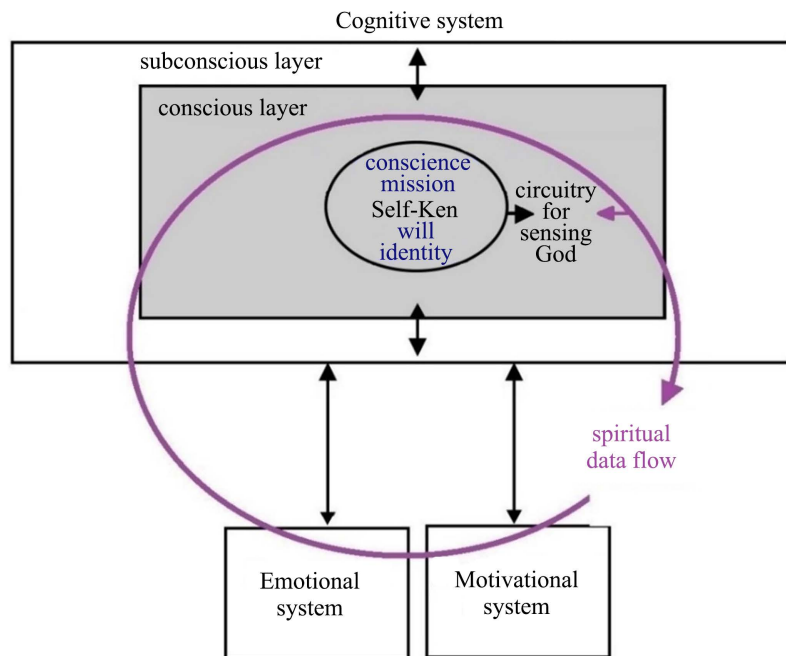 Cognitive system
subconscious layer
conscious layer
conscience
mission
Self-Ken
will
identity
circuitry
for
sensing
God
spiritual
data flow
Emotional
system
Motivational
system